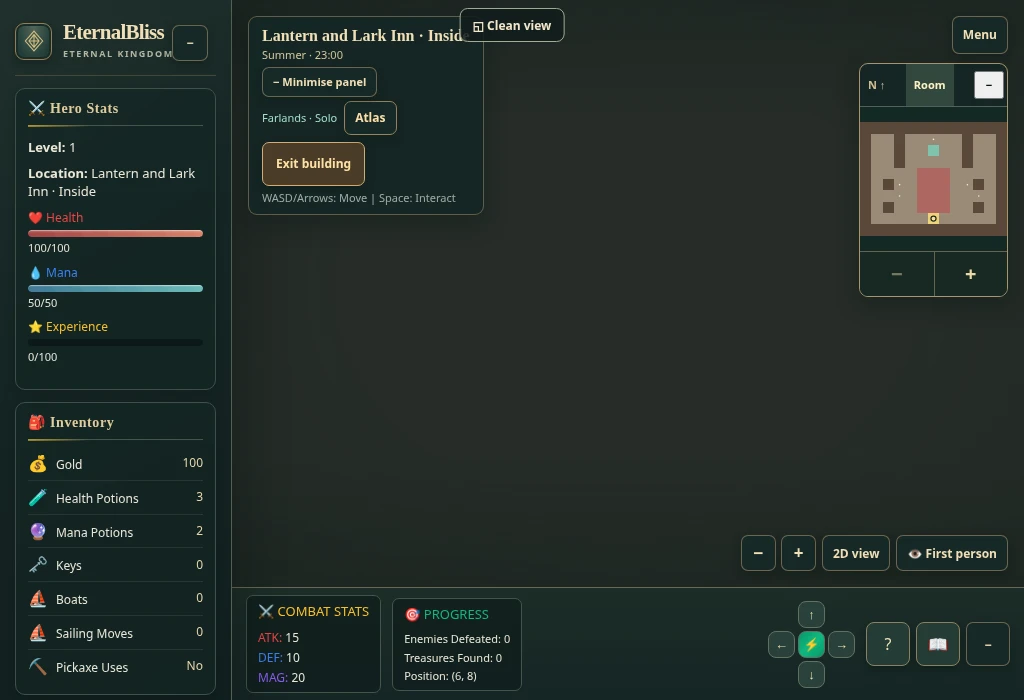 EternalBliss
ETERNAL KINGDOM
–
⚔️ Hero Stats
Level: 1
Location: Lantern and Lark
Inn · Inside
❤️ Health
100/100
💧 Mana
50/50
⭐ Experience
0/100
🎒 Inventory
💰 Gold 100
🧪 Health Potions 3
🔮 Mana Potions 2
🗝️ Keys 0
⛵ Boats 0
⛵ Sailing Moves 0
⛏️ Pickaxe Uses No
Lantern and Lark Inn · Inside
Summer · 23:00
– Minimise panel
Farlands · Solo Atlas
Exit building
WASD/Arrows: Move | Space: Interact
◱ Clean view
Menu
N ↑ Room –
− +
− + 2D view 👁️ First person
⚔️ COMBAT STATS
ATK: 15
DEF: 10
MAG: 20
🎯 PROGRESS
Enemies Defeated: 0
Treasures Found: 0
Position: (6, 8)
↑
← ⚡ →
↓
? 📖 –